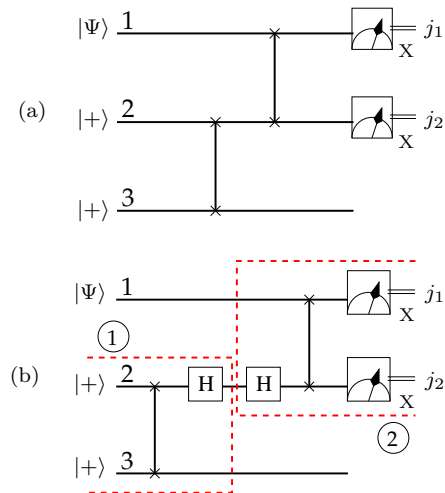 |Ψ⟩ 1 j₁
X
(a) |+⟩ 2 j₂
X
|+⟩ 3
|Ψ⟩ 1 j₁
1 X
(b) |+⟩ 2 H H j₂
X
2
|+⟩ 3